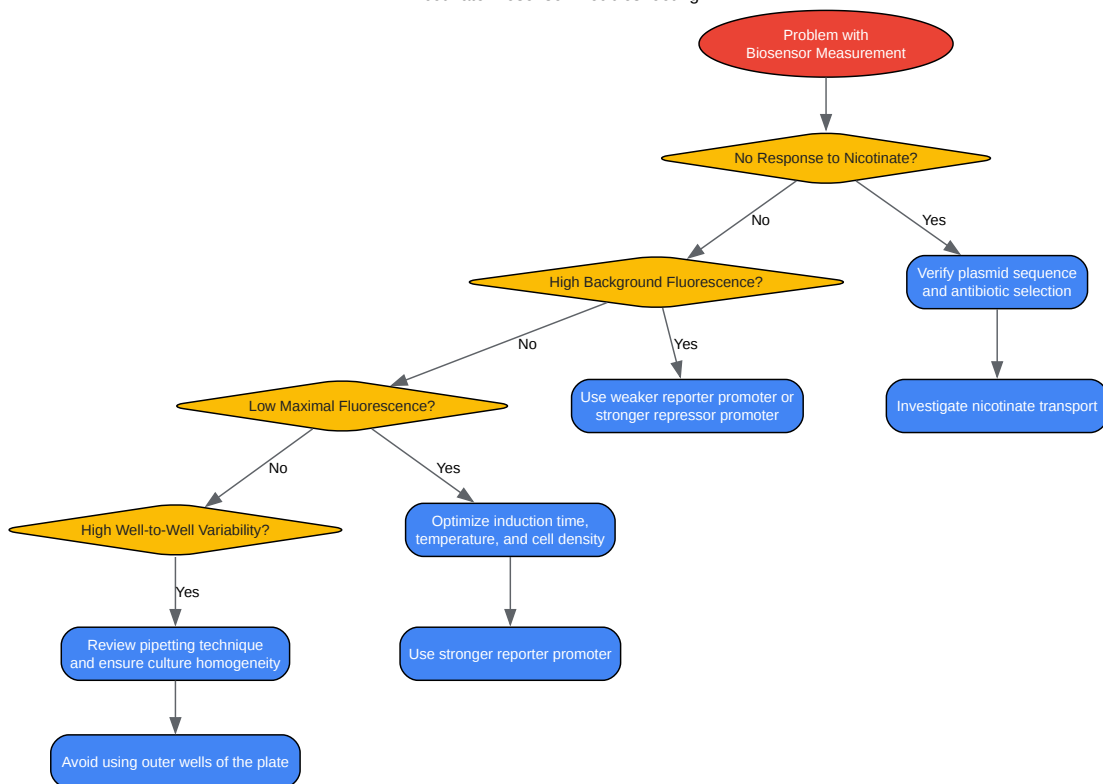 Problem with
Biosensor Measurement
No Response to Nicotinate?
No
Yes
High Background Fluorescence?
Verify plasmid sequence
and antibiotic selection
No
Yes
Low Maximal Fluorescence?
Use weaker reporter promoter or
stronger repressor promoter
Investigate nicotinate transport
No
Yes
High Well-to-Well Variability?
Optimize induction time,
temperature, and cell density
Yes
Review pipetting technique
and ensure culture homogeneity
Use stronger reporter promoter
Avoid using outer wells of the plate